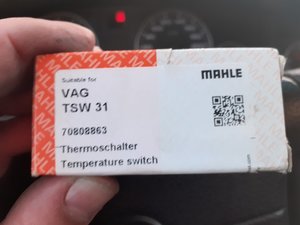 Suitable for
MAHLE
VAG
TSW 31
70808863
Thermoschalter
Temperature switch